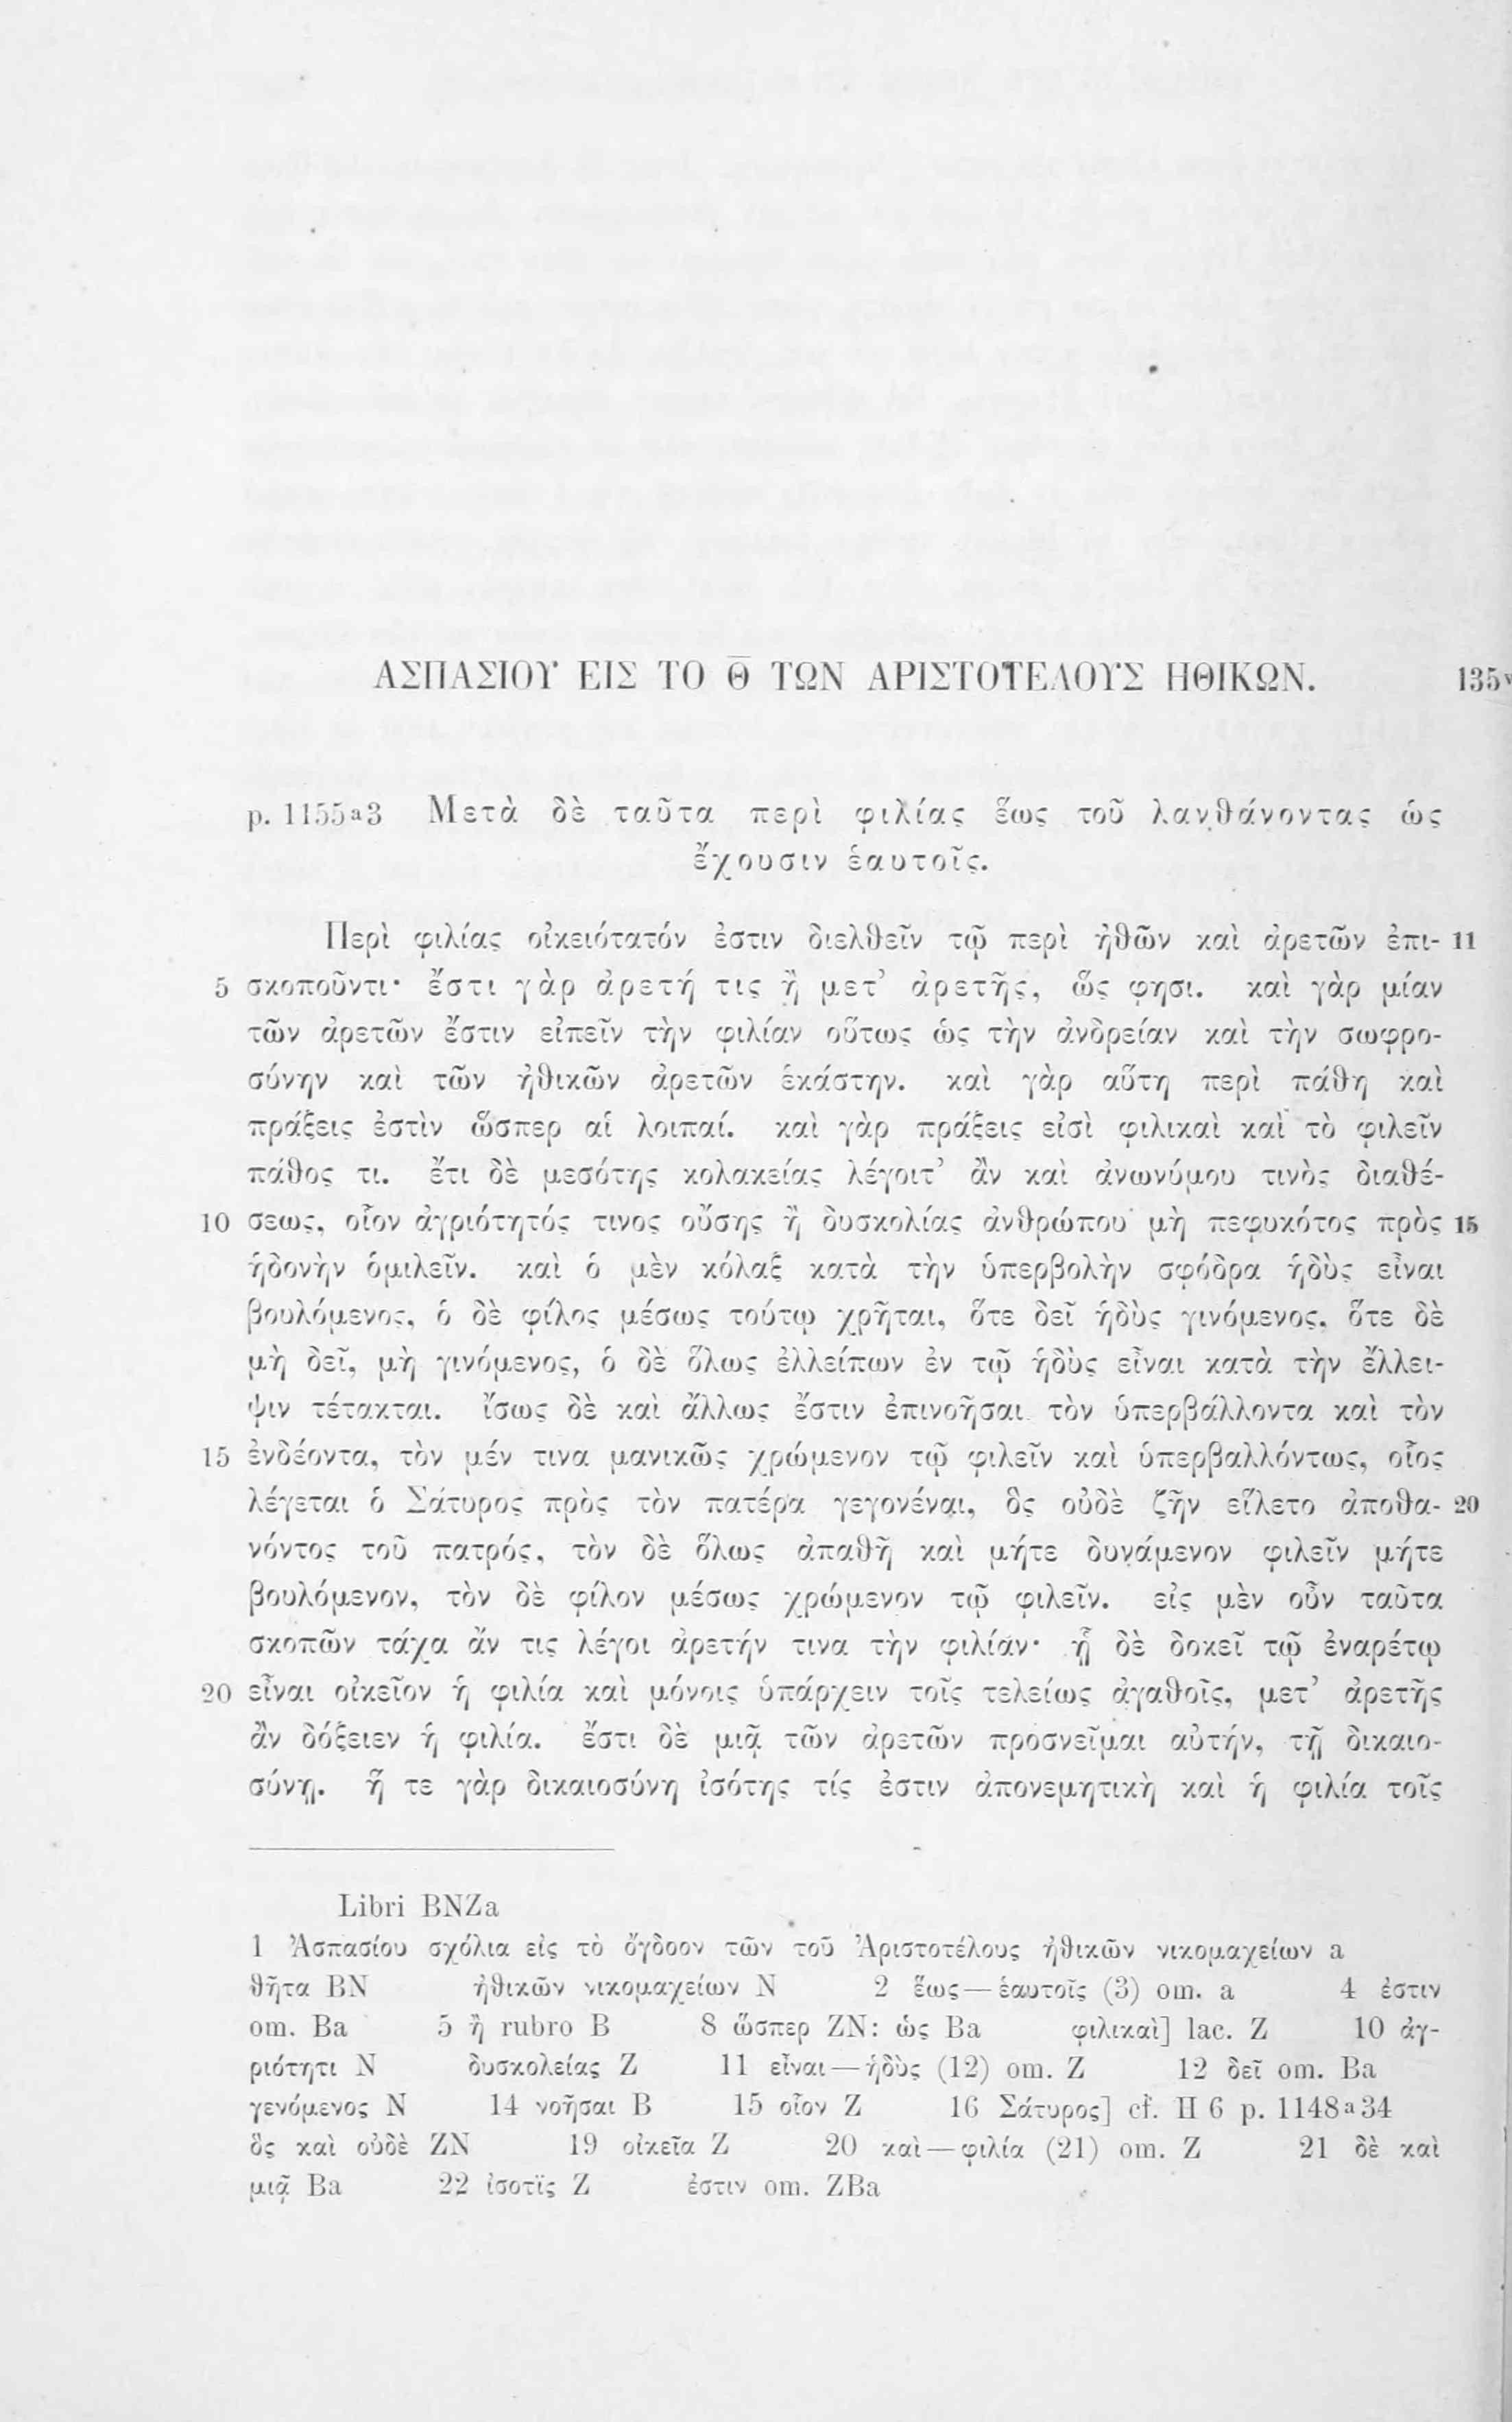 ΑΣΠΑΣΙΟΥ ΕΙΣ ΤΟ Θ̅ ΤΩΝ ΑΡΙΣΤΟΤΕΛΟΥΣ ΗΘΙΚΩΝ. 135v
p. 1155a3 Μετὰ δὲ ταῦτα περὶ φιλίας ἕως τοῦ λανθάνοντας ὡς
ἔχουσιν ἑαυτοῖς.
Περὶ φιλίας οἰκειότατόν ἐστιν διελθεῖν τῷ περὶ ἠθῶν καὶ ἀρετῶν ἐπι- 11
5 σκοποῦντι· ἔστι γὰρ ἀρετή τις ἢ μετ’ ἀρετῆς, ὥς φησι. καὶ γὰρ μίαν
τῶν ἀρετῶν ἔστιν εἰπεῖν τὴν φιλίαν οὕτως ὡς τὴν ἀνδρείαν καὶ τὴν σωφρο-
σύνην καὶ τῶν ἠθικῶν ἀρετῶν ἑκάστην. καὶ γὰρ αὕτη περὶ πάθη καὶ
πράξεις ἐστὶν ὥσπερ αἱ λοιπαί. καὶ γὰρ πράξεις εἰσὶ φιλικαὶ καὶ τὸ φιλεῖν
πάθος τι. ἔτι δὲ μεσότης κολακείας λέγοιτ’ ἂν καὶ ἀνωνύμου τινὸς διαθέ-
10 σεως, οἷον ἀγριότητός τινος οὔσης ἢ δυσκολίας ἀνθρώπου μὴ πεφυκότος πρὸς 15
ἡδονὴν ὁμιλεῖν. καὶ ὁ μὲν κόλαξ κατὰ τὴν ὑπερβολὴν σφόδρα ἡδὺς εἶναι
βουλόμενος, ὁ δὲ φίλος μέσως τούτῳ χρῆται, ὅτε δεῖ ἡδὺς γινόμενος, ὅτε δὲ
μὴ δεῖ, μὴ γινόμενος, ὁ δὲ ὅλως ἐλλείπων ἐν τῷ ἡδὺς εἶναι κατὰ τὴν ἔλλει-
ψιν τέτακται. ἴσως δὲ καὶ ἄλλως ἔστιν ἐπινοῆσαι τὸν ὑπερβάλλοντα καὶ τὸν
15 ἐνδέοντα, τὸν μέν τινα μανικῶς χρώμενον τῷ φιλεῖν καὶ ὑπερβαλλόντως, οἷος
λέγεται ὁ Σάτυρος πρὸς τὸν πατέρα γεγονέναι, ὃς οὐδὲ ζῆν εἵλετο ἀποθα- 20
νόντος τοῦ πατρός, τὸν δὲ ὅλως ἀπαθῆ καὶ μήτε δυνάμενον φιλεῖν μήτε
βουλόμενον, τὸν δὲ φίλον μέσως χρώμενον τῷ φιλεῖν. εἰς μὲν οὖν ταῦτα
σκοπῶν τάχα ἄν τις λέγοι ἀρετήν τινα τὴν φιλίαν· ᾗ δὲ δοκεῖ τῷ ἐναρέτῳ
20 εἶναι οἰκεῖον ἡ φιλία καὶ μόνοις ὑπάρχειν τοῖς τελείως ἀγαθοῖς, μετ’ ἀρετῆς
ἂν δόξειεν ἡ φιλία. ἔστι δὲ μιᾷ τῶν ἀρετῶν προσνεῖμαι αὐτήν, τῇ δικαιο-
σύνῃ. ἥ τε γὰρ δικαιοσύνη ἰσότης τίς ἐστιν ἀπονεμητικὴ καὶ ἡ φιλία τοῖς
Libri BNZa
1 Ἀσπασίου σχόλια εἰς τὸ ὄγδοον τῶν τοῦ Ἀριστοτέλους ἠθικῶν νικομαχείων a
θῆτα BN ἠθικῶν νικομαχείων N 2 ἕως—ἑαυτοῖς (3) om. a 4 ἐστιν
om. Ba 5 ἢ rubro B 8 ὥσπερ ZN: ὡς Ba φιλικαὶ] lac. Z 10 ἀγ-
ριότητι N δυσκολείας Z 11 εἶναι—ἡδὺς (12) om. Z 12 δεῖ om. Ba
γενόμενος N 14 νοῆσαι B 15 οἷον Z 16 Σάτυρος] cf. H 6 p. 1148a34
ὃς καὶ οὐδὲ ZN 19 οἰκεῖα Z 20 καὶ—φιλία (21) om. Z 21 δὲ καὶ
μιᾷ Ba 22 ἰσοτῒς Z ἐστιν om. ZBa